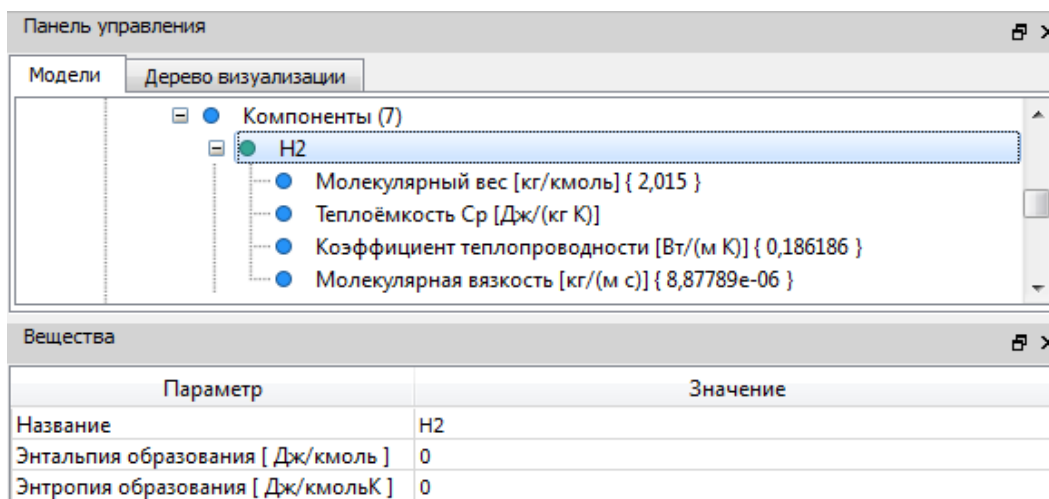 Панель управления
Модели
Дерево визуализации
Компоненты (7)
H2
Молекулярный вес [кг/кмоль] { 2,015 }
Теплоёмкость Cp [Дж/(кг К)]
Коэффициент теплопроводности [Вт/(м К)] { 0,186186 }
Молекулярная вязкость [кг/(м с)] { 8,87789e-06 }
Вещества
Параметр Значение
Название H2
Энтальпия образования [ Дж/кмоль ] 0
Энтропия образования [ Дж/кмольК ] 0